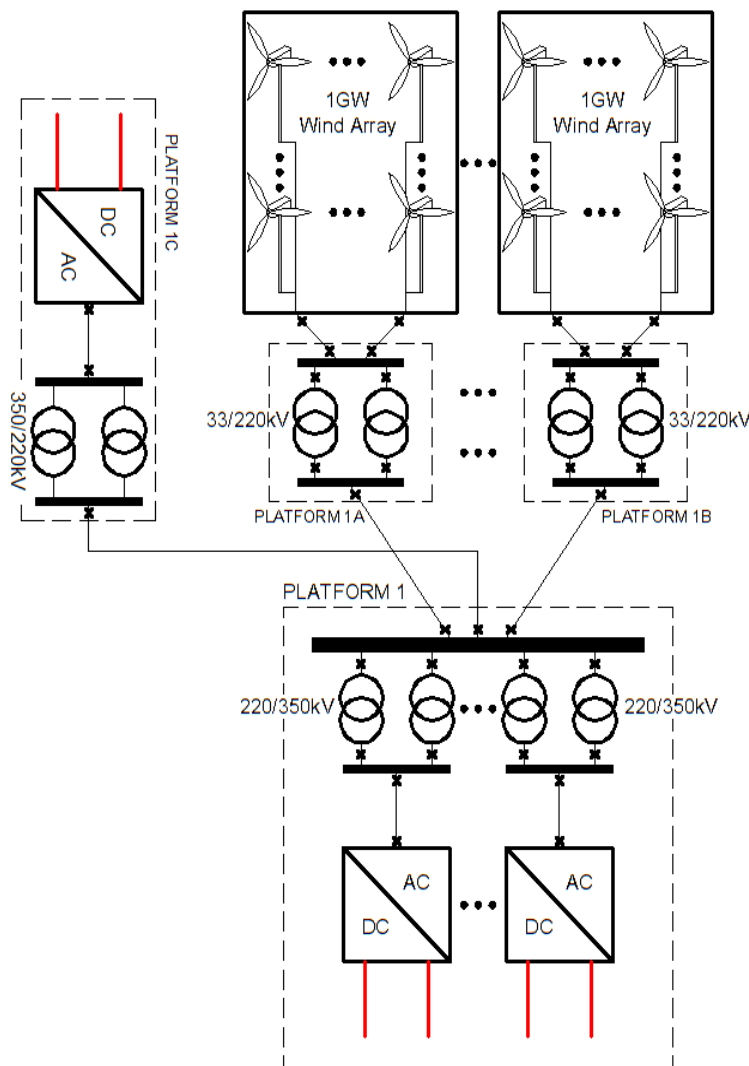 1GW
Wind Array
1GW
Wind Array
PLATFORM 1C
DC
AC
350/220kV
33/220kV
33/220kV
PLATFORM 1A
PLATFORM 1B
PLATFORM 1
220/350kV
220/350kV
AC
DC
AC
DC